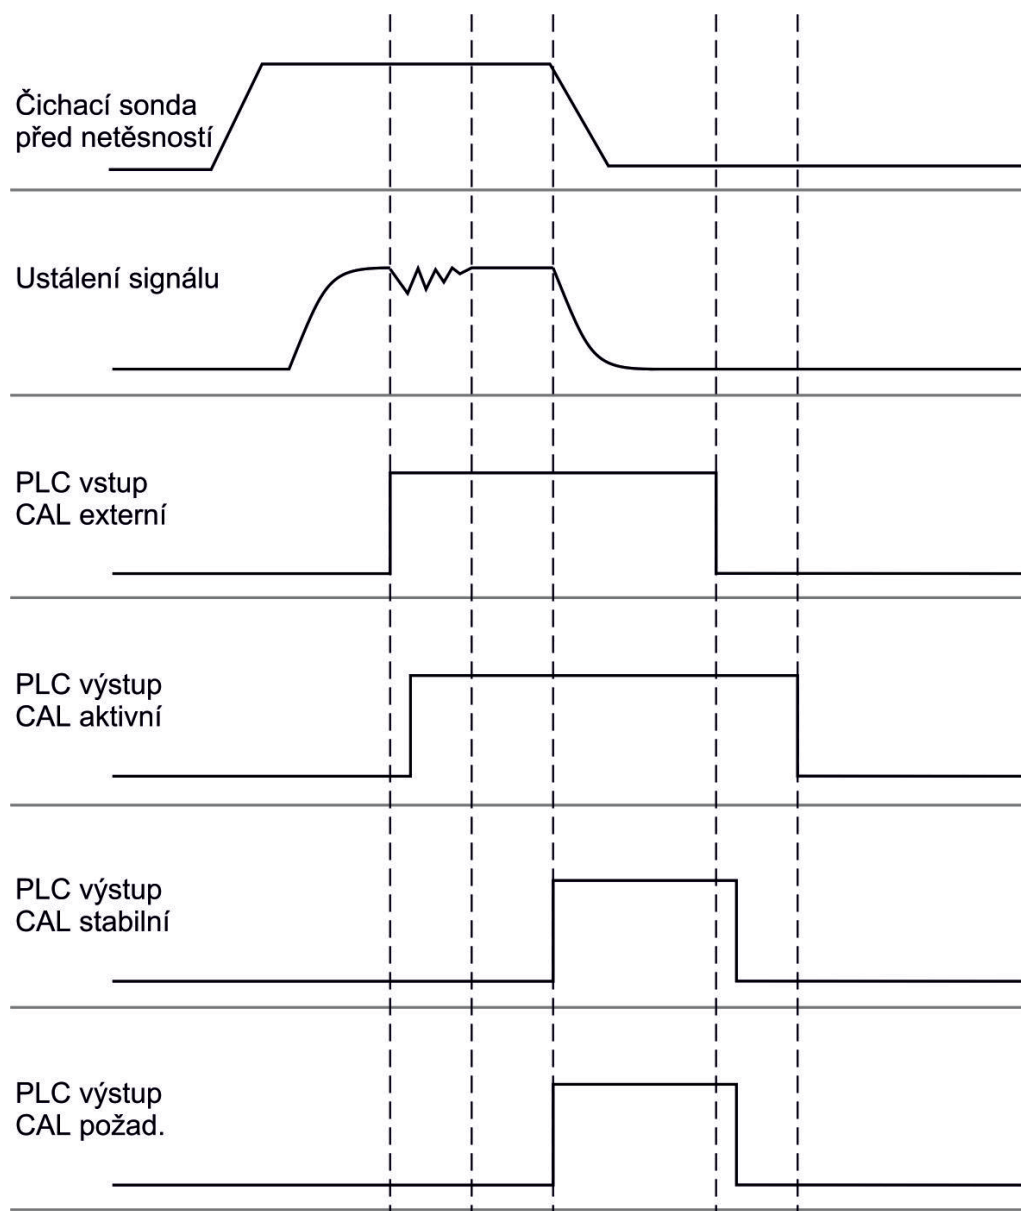 Čichací sonda
před netěsností
Ustálení signálu
PLC vstup
CAL externí
PLC výstup
CAL aktivní
PLC výstup
CAL stabilní
PLC výstup
CAL požad.